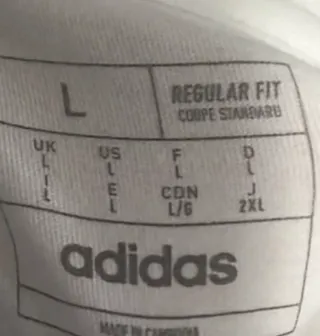 L REGULAR FIT
COUPE STANDARD
UK US F D
L L L L
I E CDN J
L L L/G 2XL
adidas
MADE IN CAMBODIA